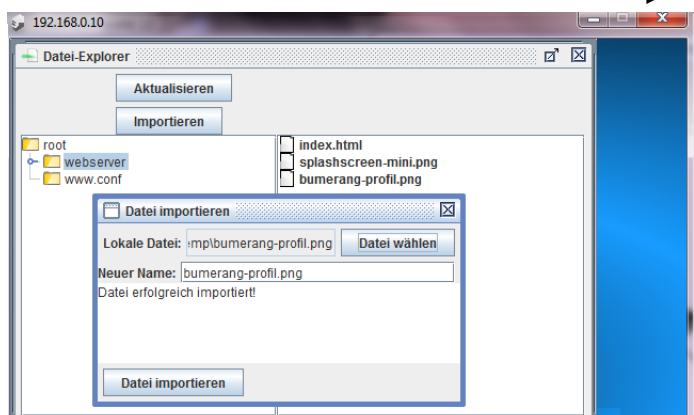 192.168.0.10
Datei-Explorer
Aktualisieren
Importieren
root
webserver
www.conf
index.html
splashscreen-mini.png
bumerang-profil.png
Datei importieren
Lokale Datei: emp\bumerang-profil.png Datei wählen
Neuer Name: bumerang-profil.png
Datei erfolgreich importiert!
Datei importieren